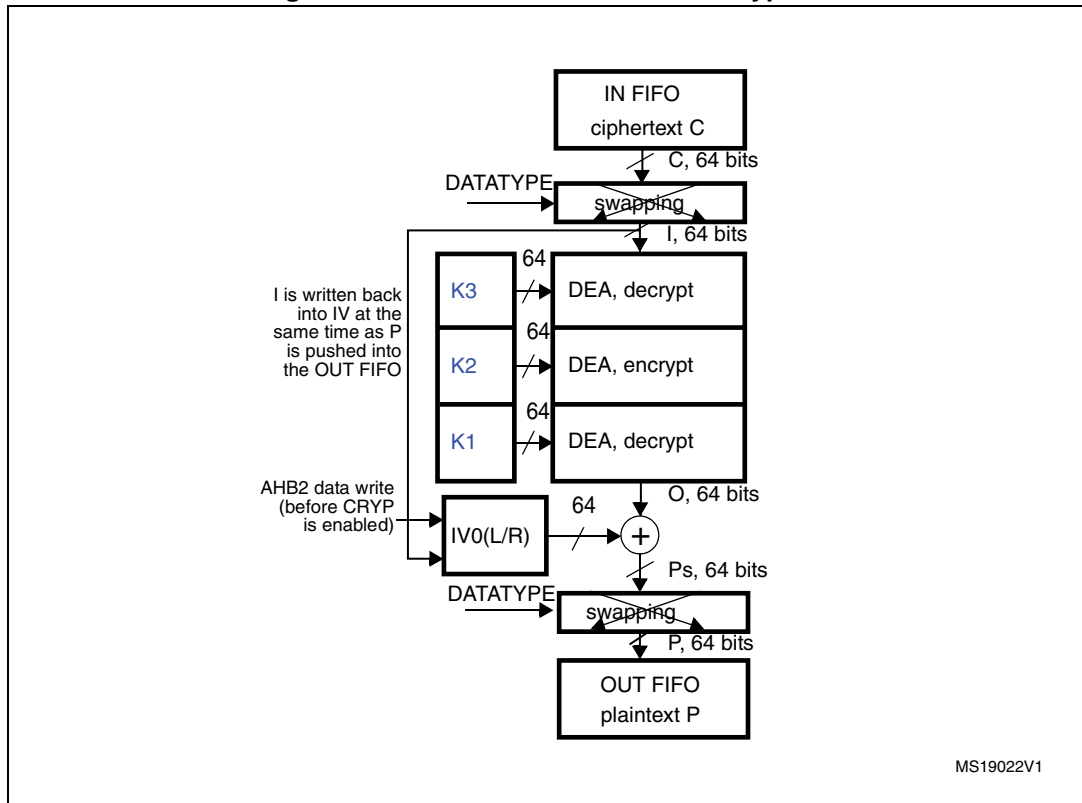 IN FIFO
ciphertext C
C, 64 bits
DATATYPE
swapping
I, 64 bits
64
K3
DEA, decrypt
I is written back
into IV at the
same time as P
is pushed into
the OUT FIFO
64
K2
DEA, encrypt
64
K1
DEA, decrypt
O, 64 bits
AHB2 data write
(before CRYP
is enabled)
64
IV0(L/R)
+
Ps, 64 bits
DATATYPE
swapping
P, 64 bits
OUT FIFO
plaintext P
MS19022V1